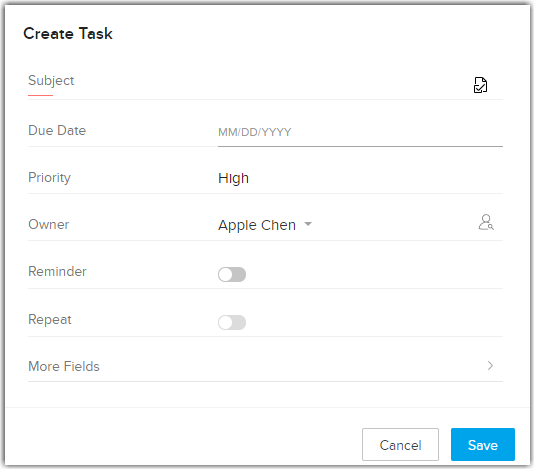 Create Task
Subject
Due Date MM/DD/YYYY
Priority High
Owner Apple Chen
Reminder
Repeat
More Fields
Cancel Save